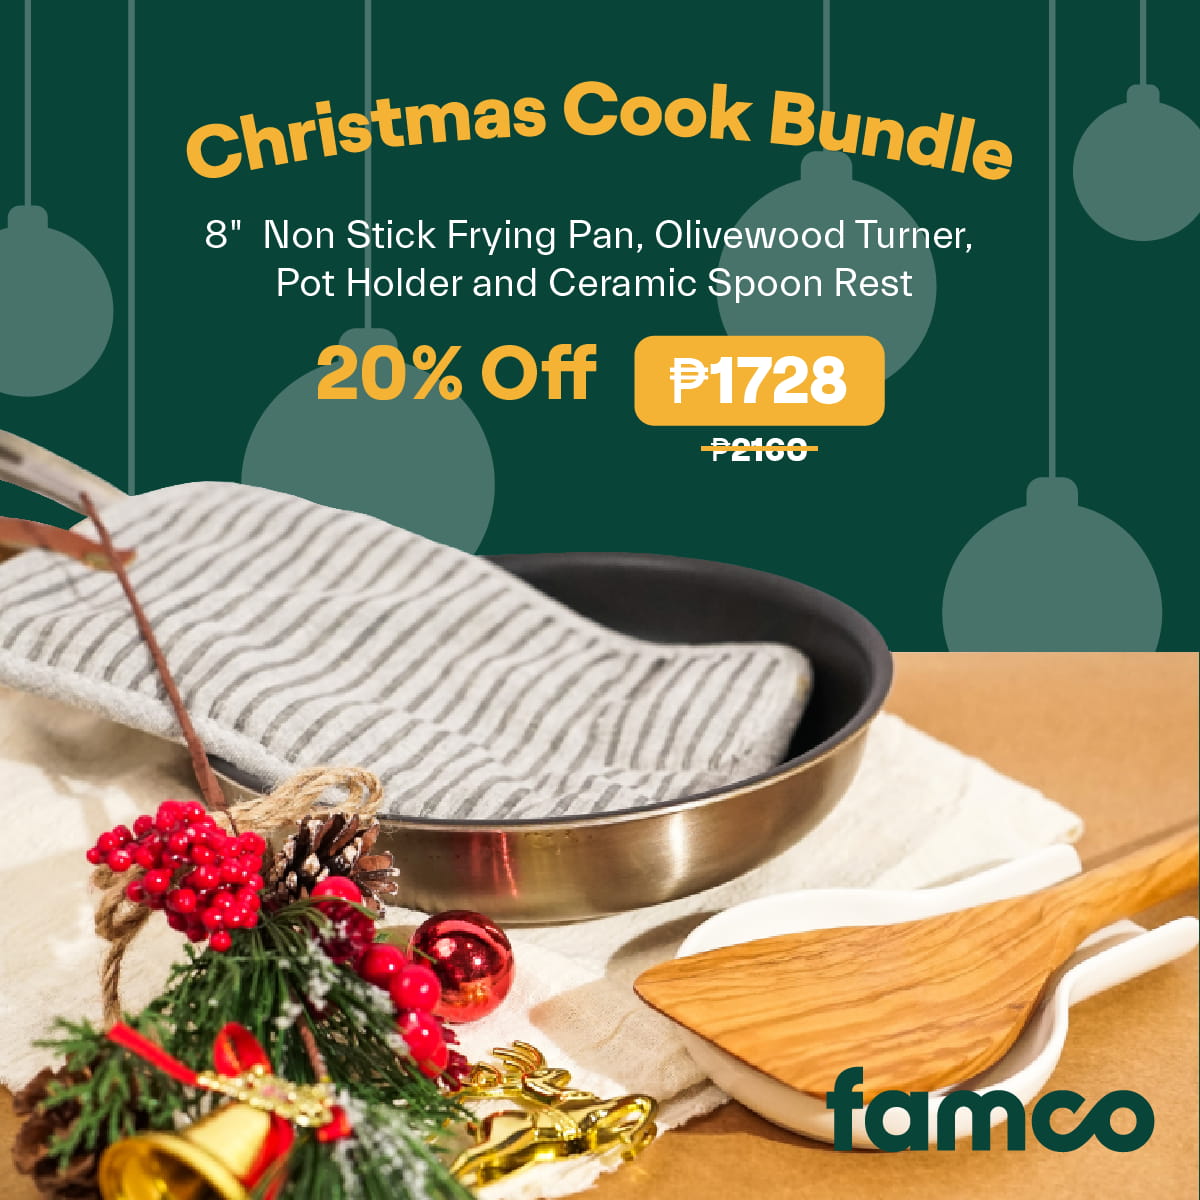 Christmas Cook Bundle
8" Non Stick Frying Pan, Olivewood Turner,
Pot Holder and Ceramic Spoon Rest
20% Off
₱1728
₱2160
famco